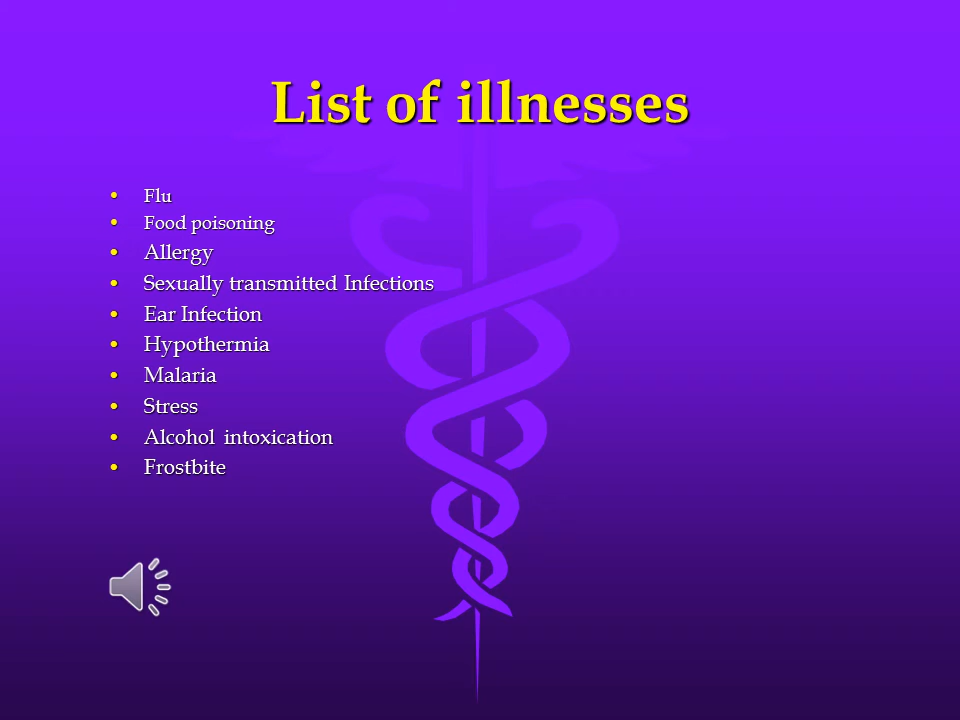 List of illnesses
• Flu
• Food poisoning
• Allergy
• Sexually transmitted Infections
• Ear Infection
• Hypothermia
• Malaria
• Stress
• Alcohol intoxication
• Frostbite